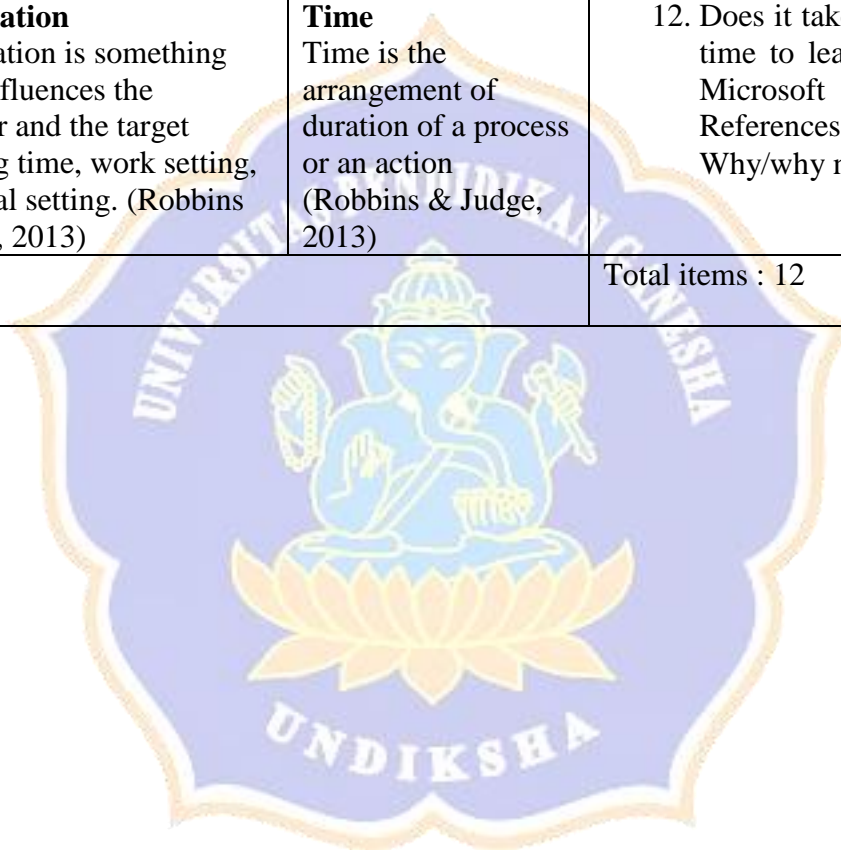 ation
ation is something
fluences the
r and the target
g time, work setting,
al setting. (Robbins
, 2013)
Time
Time is the
arrangement of
duration of a process
or an action
(Robbins & Judge,
2013)
12. Does it tak
time to lea
Microsoft
References
Why/why n
Total items : 12
UNIVERSITAS PENDIDIKAN GANESHA
UNDIKSHA